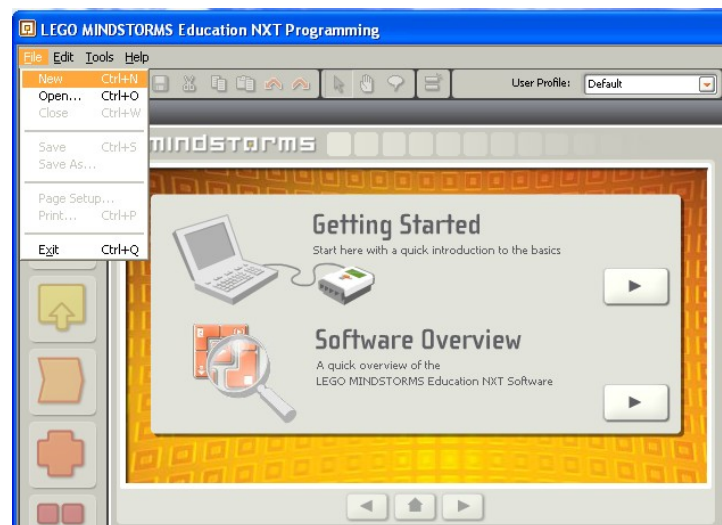 LEGO MINDSTORMS Education NXT Programming
File Edit Tools Help
New Ctrl+N
Open... Ctrl+O
Close Ctrl+W
Save Ctrl+S
Save As...
Page Setup...
Print... Ctrl+P
Exit Ctrl+Q
User Profile: Default
mindstorms
Getting Started
Start here with a quick introduction to the basics
Software Overview
A quick overview of the
LEGO MINDSTORMS Education NXT Software